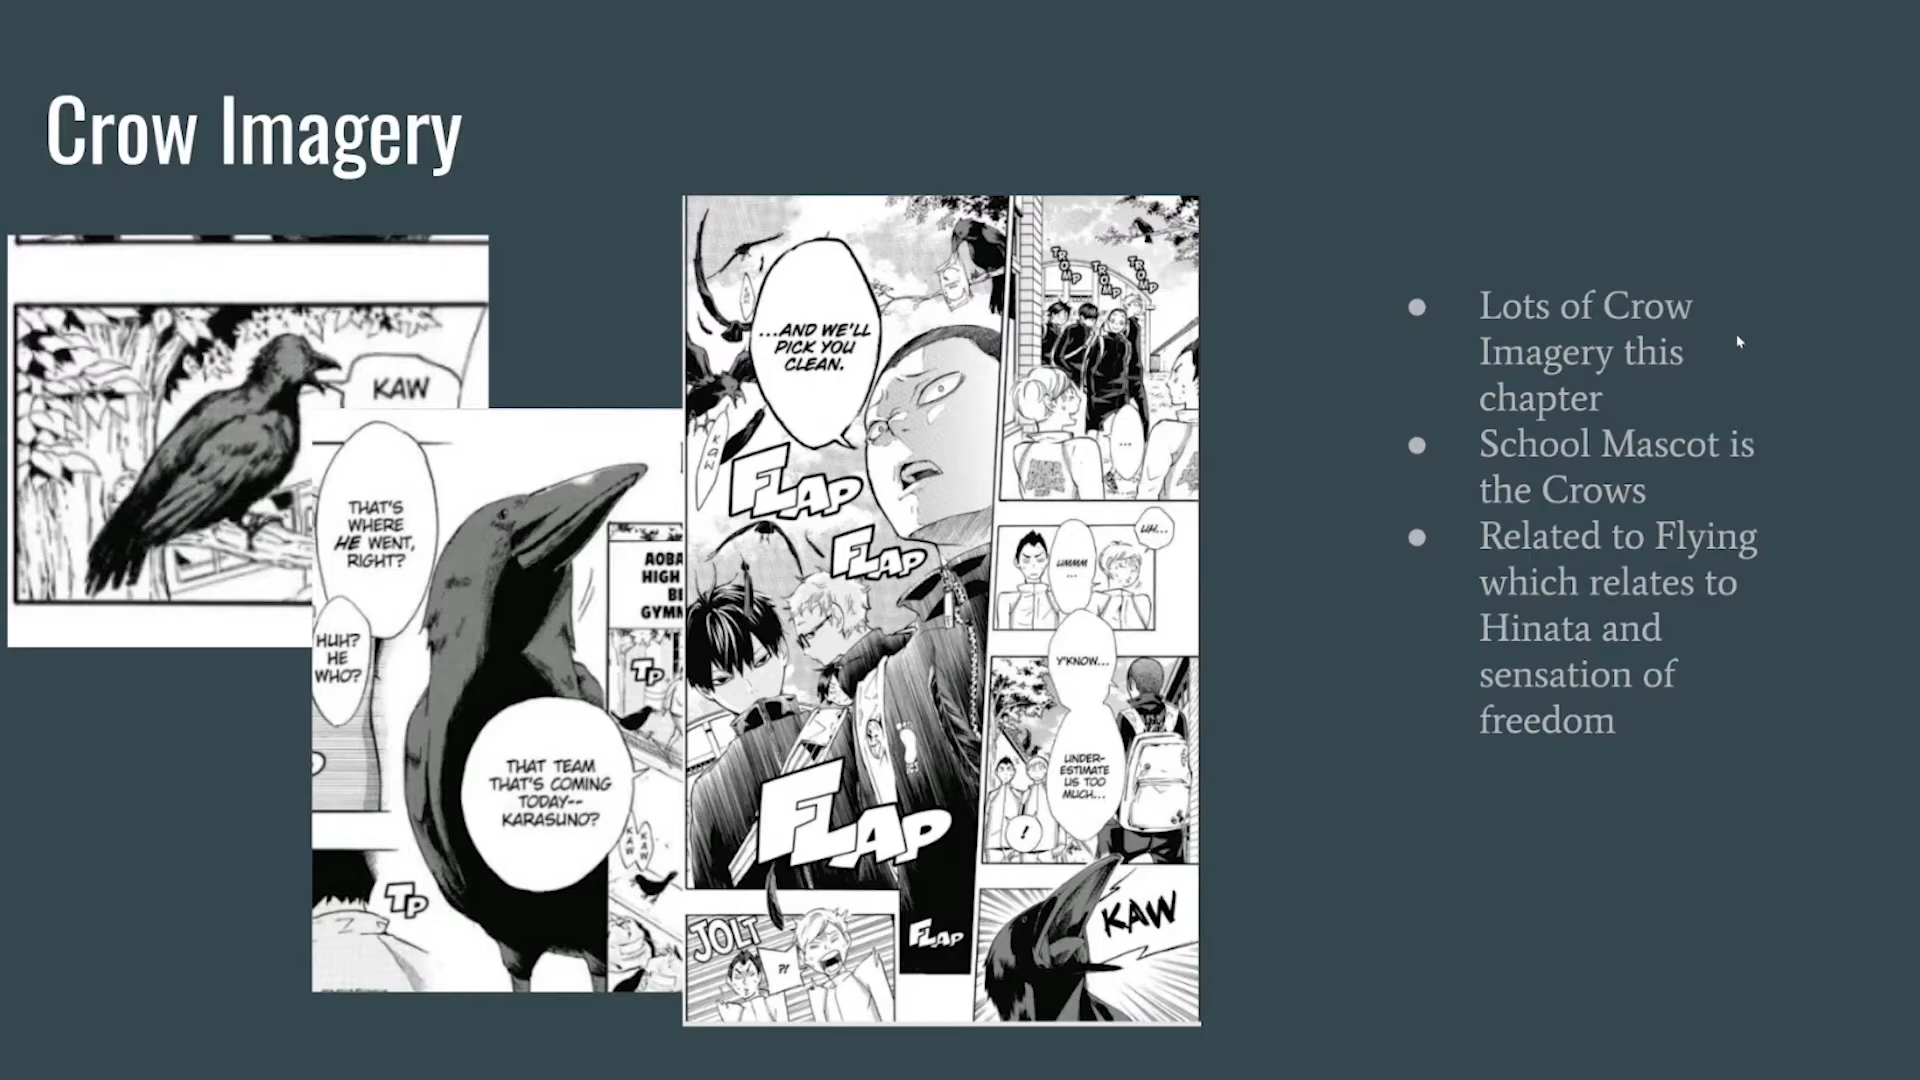 Crow Imagery
KAW
THAT'S
WHERE
HE WENT,
RIGHT?
HUH?
HE
WHO?
AOBA
HIGH
GYMN
TP
THAT TEAM
THAT'S COMING
TODAY--
KARASUNO?
KAW
KAW
TP
TROMP
TROMP
TROMP
...
...AND WE'LL
PICK YOU
CLEAN.
KAW
FLAP
FLAP
UH...
UMMM
...
Y'KNOW...
UNDER-
ESTIMATE
US TOO
MUCH...
!
FLAP
KAW
JOLT
?!
FLAP
● Lots of Crow
Imagery this
chapter
● School Mascot is
the Crows
● Related to Flying
which relates to
Hinata and
sensation of
freedom